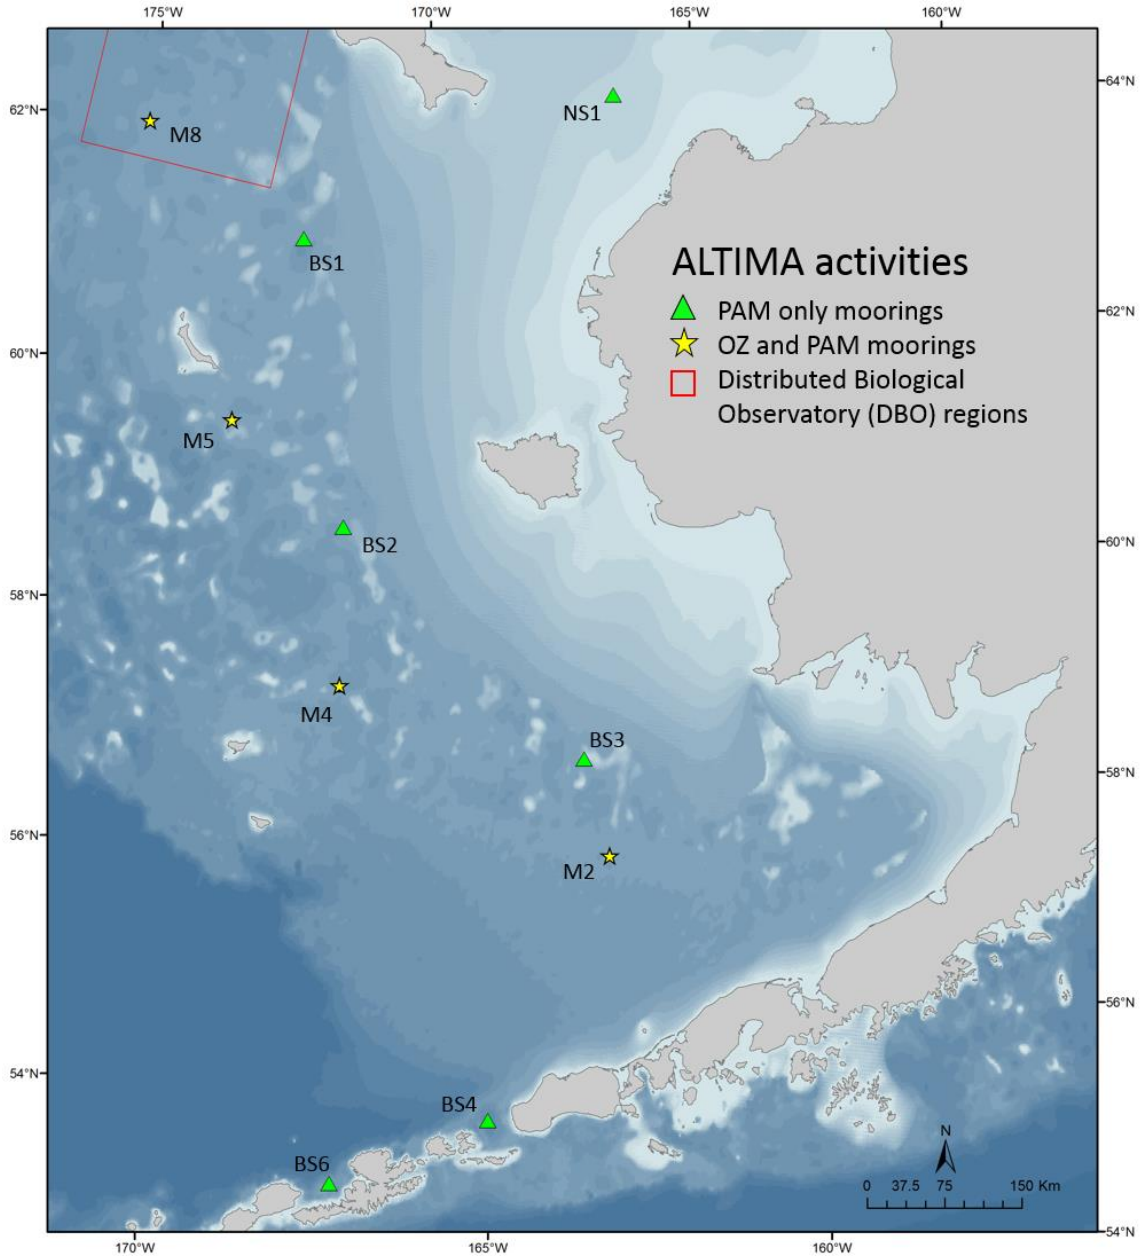 175°W
170°W
165°W
160°W
64°N
62°N
NS1
M8
BS1
ALTIMA activities
PAM only moorings
OZ and PAM moorings
Distributed Biological
Observatory (DBO) regions
62°N
60°N
M5
BS2
60°N
58°N
M4
BS3
58°N
56°N
M2
56°N
54°N
BS4
BS6
N
0 37.5 75 150 Km
54°N
170°W
165°W
160°W